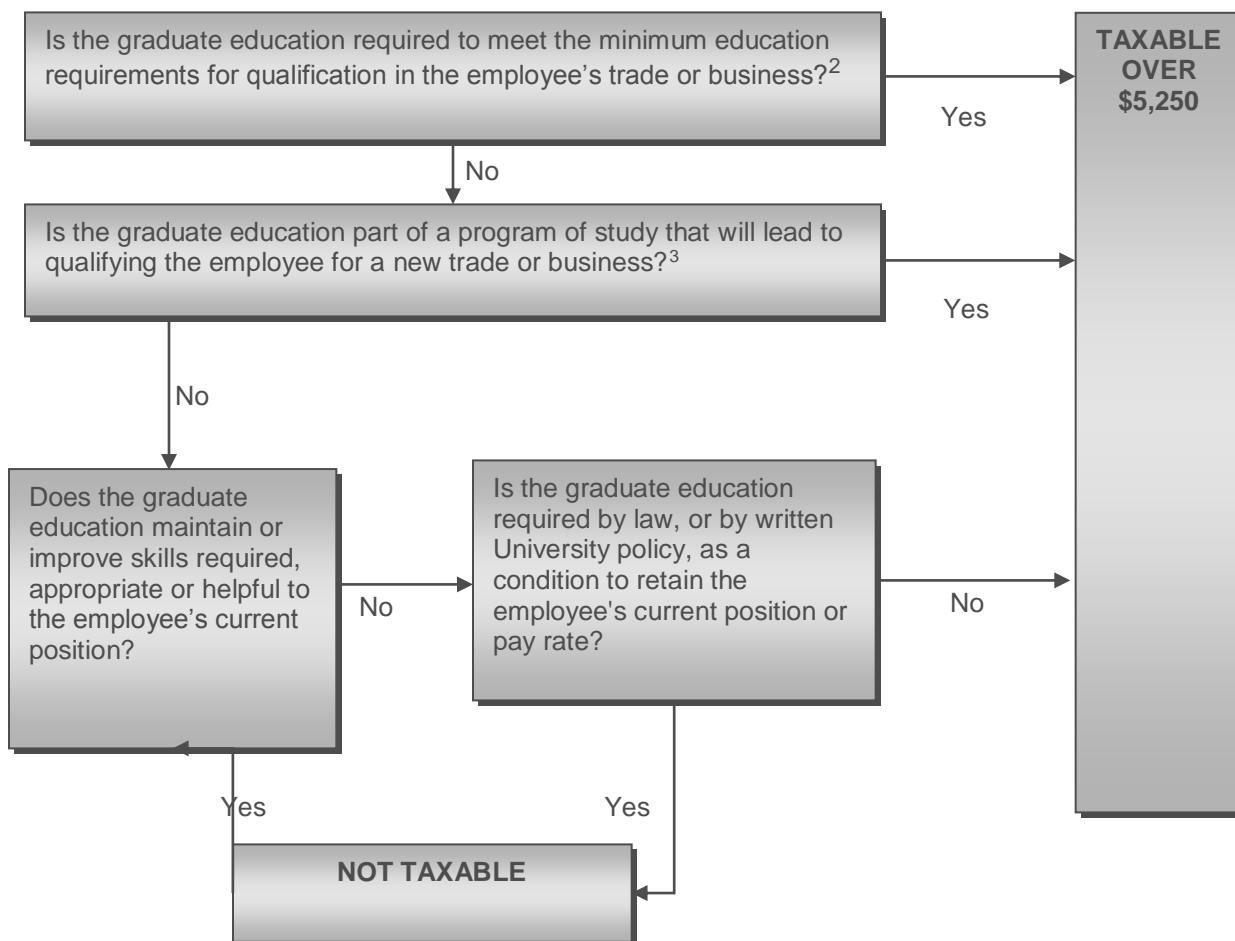 Is the graduate education required to meet the minimum education
requirements for qualification in the employee’s trade or business?2
Yes
TAXABLE
OVER
$5,250
No
Is the graduate education part of a program of study that will lead to
qualifying the employee for a new trade or business?3
Yes
No
Does the graduate
education maintain or
improve skills required,
appropriate or helpful to
the employee’s current
position?
No
Is the graduate education
required by law, or by written
University policy, as a
condition to retain the
employee's current position or
pay rate?
No
Yes
Yes
NOT TAXABLE